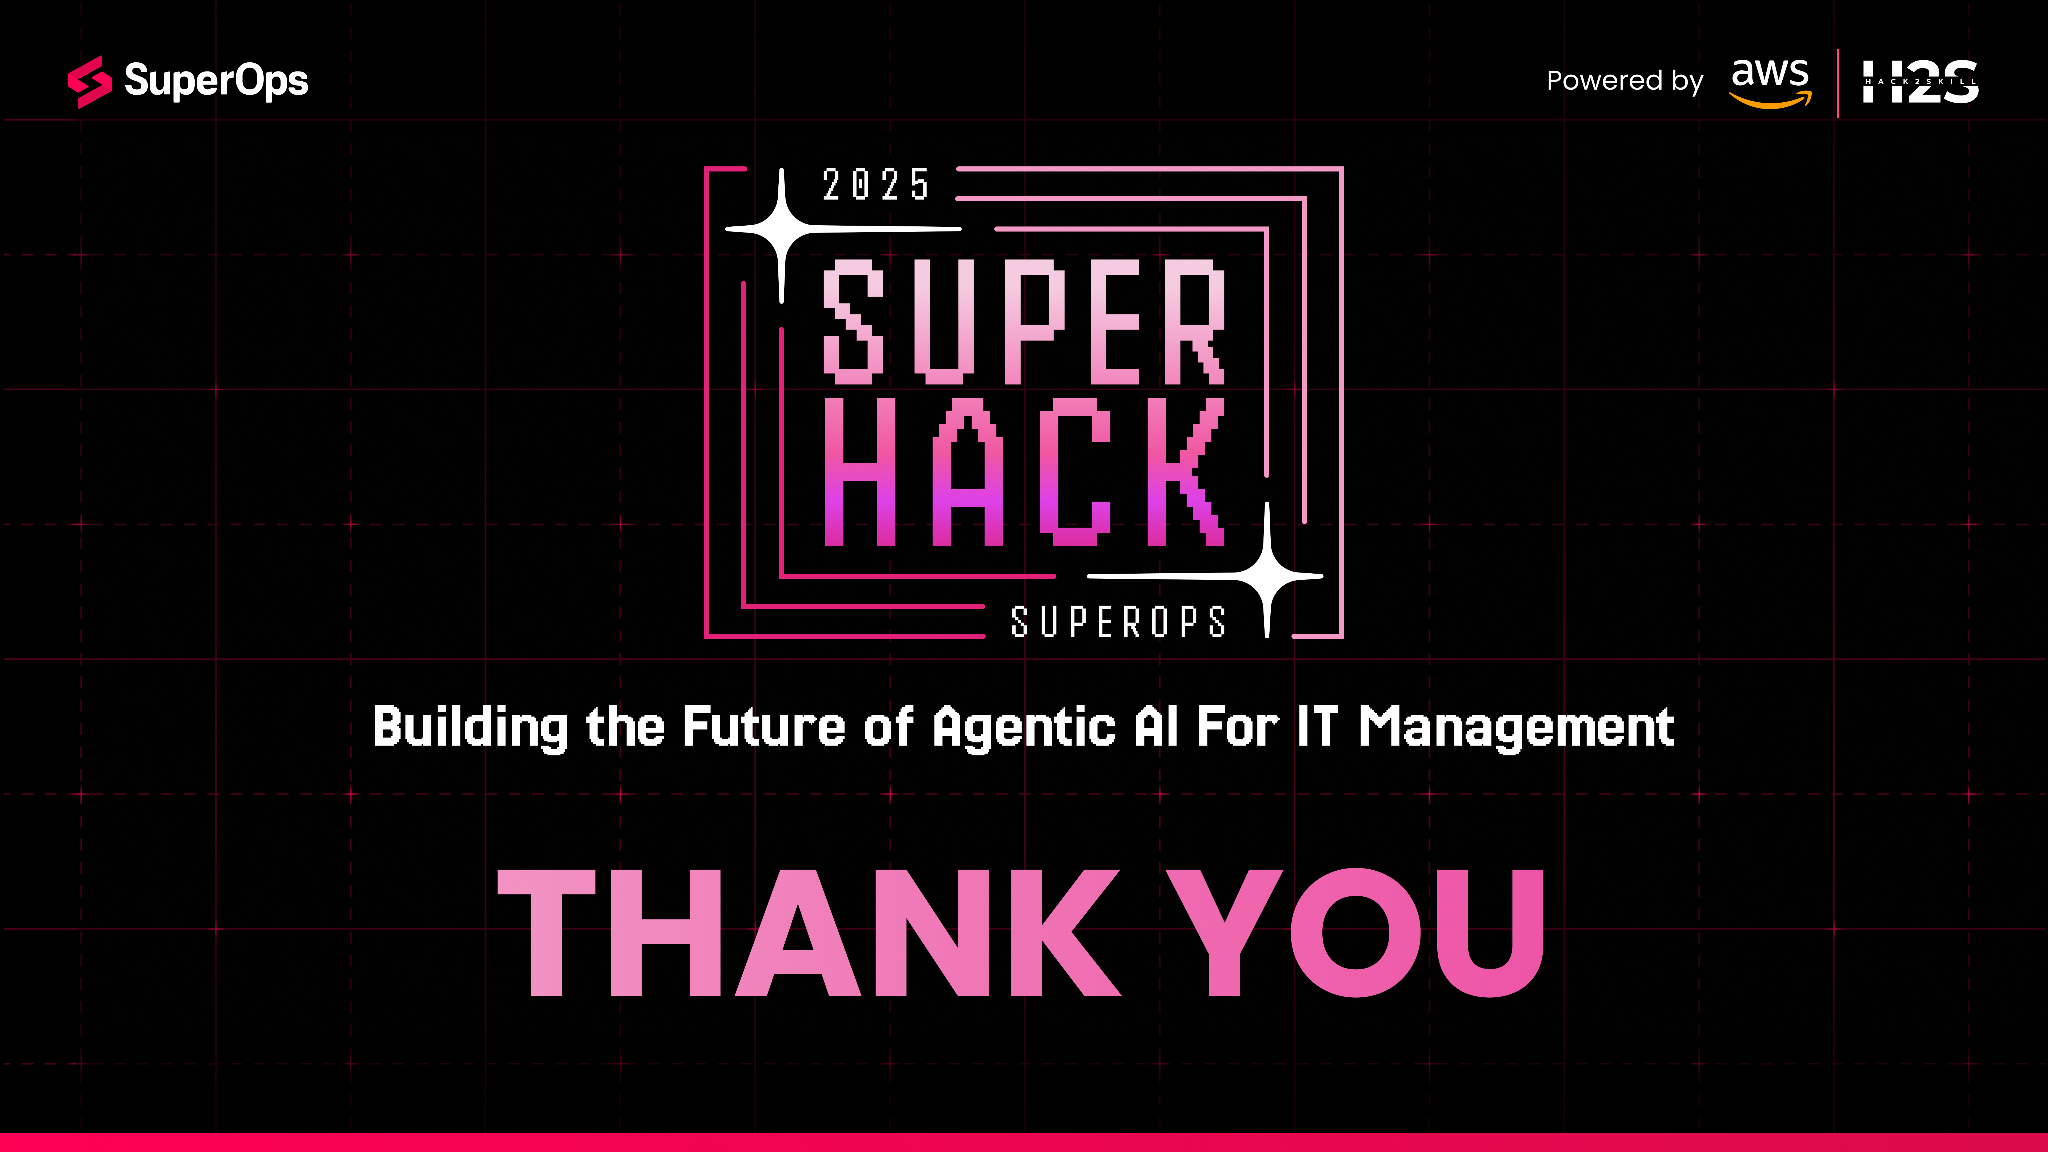 SuperOps
Powered by aws H2S
HACK2SKILL
2025
SUPER
HACK
SUPEROPS
Building the Future of Agentic AI For IT Management
THANK YOU